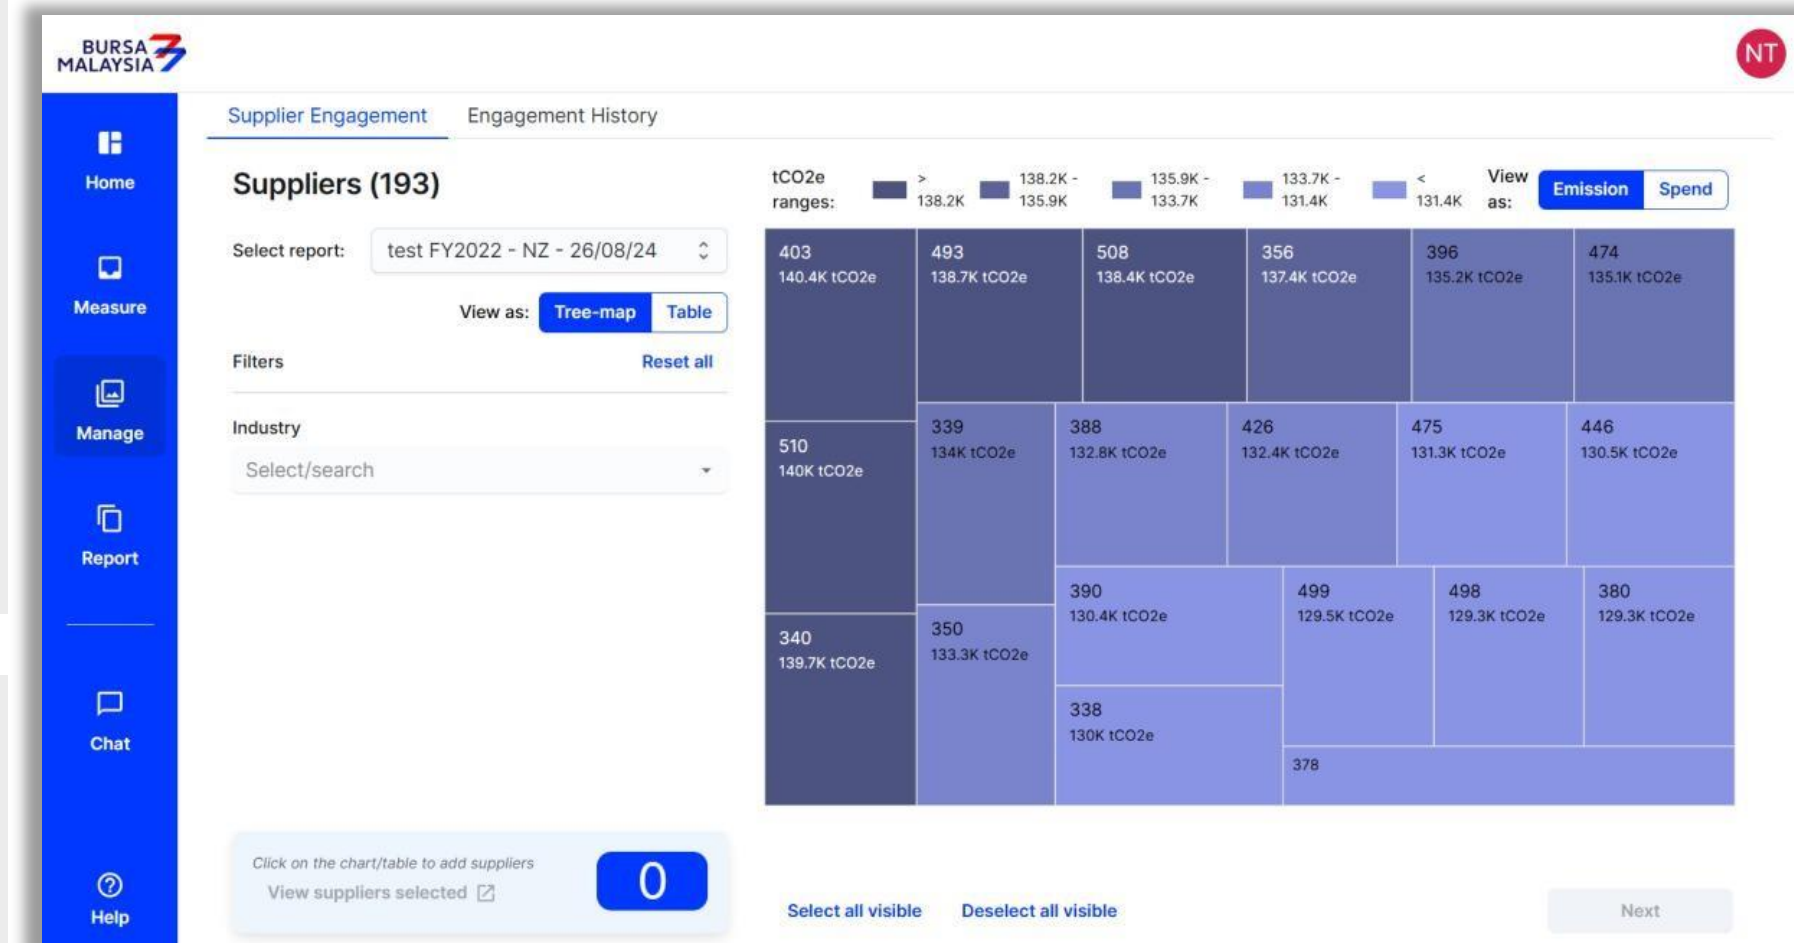 BURSA
MALAYSIA
NT
Home
Measure
Manage
Report
Chat
Help
Supplier Engagement
Engagement History
Suppliers (193)
Select report:
test FY2022 - NZ - 26/08/24
View as:
Tree-map
Table
Filters
Reset all
Industry
Select/search
Click on the chart/table to add suppliers
View suppliers selected
0
tCO2e
ranges:
>
138.2K
138.2K -
135.9K
135.9K -
133.7K
133.7K -
131.4K
<
131.4K
View
as:
Emission
Spend
403
140.4K tCO2e
493
138.7K tCO2e
508
138.4K tCO2e
356
137.4K tCO2e
396
135.2K tCO2e
474
135.1K tCO2e
510
140K tCO2e
339
134K tCO2e
388
132.8K tCO2e
426
132.4K tCO2e
475
131.3K tCO2e
446
130.5K tCO2e
340
139.7K tCO2e
350
133.3K tCO2e
390
130.4K tCO2e
499
129.5K tCO2e
498
129.3K tCO2e
380
129.3K tCO2e
338
130K tCO2e
378
Select all visible
Deselect all visible
Next